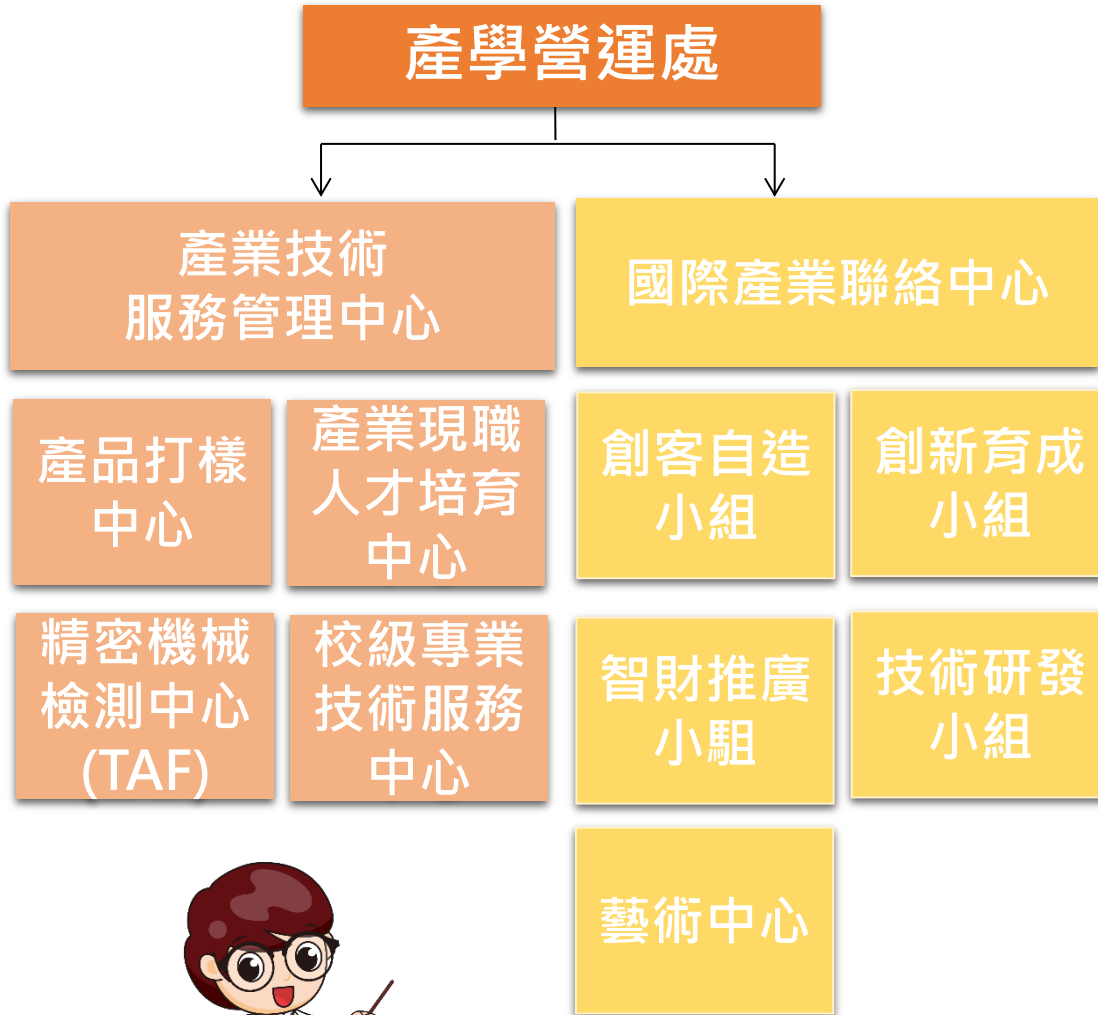 產學營運處
產業技術
服務管理中心
國際產業聯絡中心
產品打樣
中心
產業現職
人才培育
中心
創客自造
小組
創新育成
小組
精密機械
檢測中心
(TAF)
校級專業
技術服務
中心
智財推廣
小駔
技術研發
小組
藝術中心